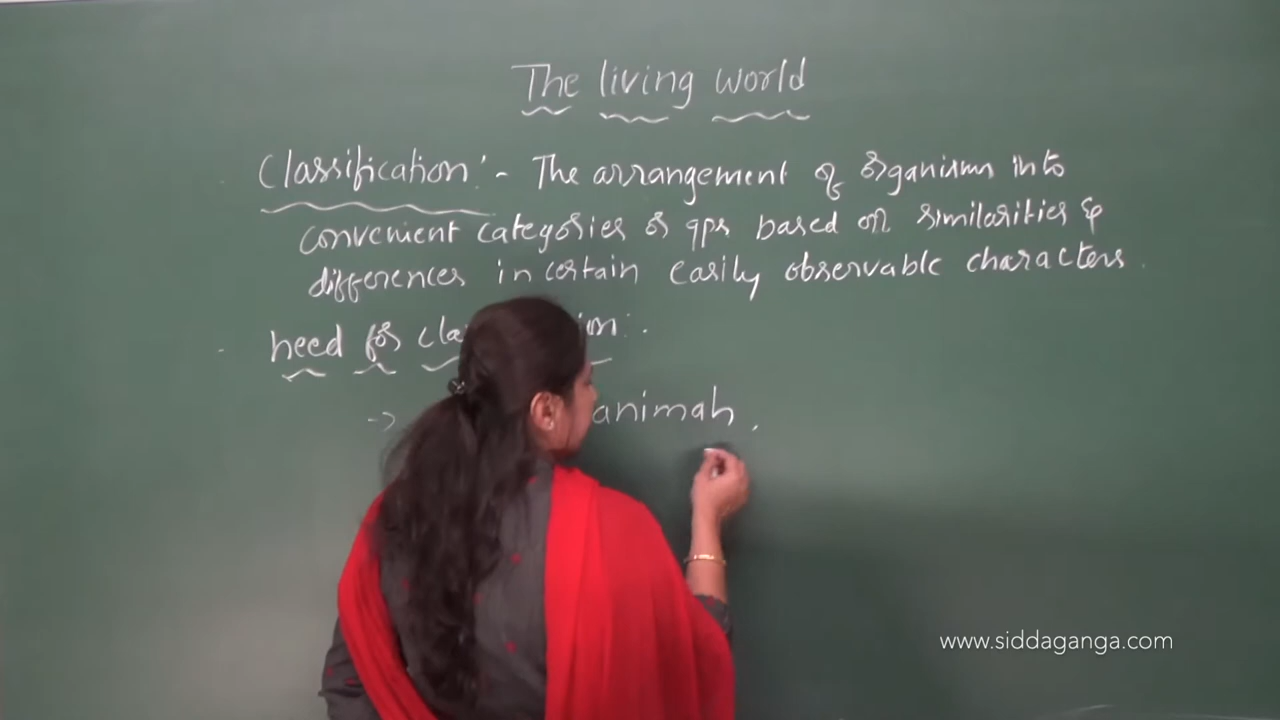 The living world
Classification :- The arrangement of organisms into
convenient categories or gps based on similarities &
differences in certain easily observable characters.
need for :.
-> animals,
www.siddaganga.com